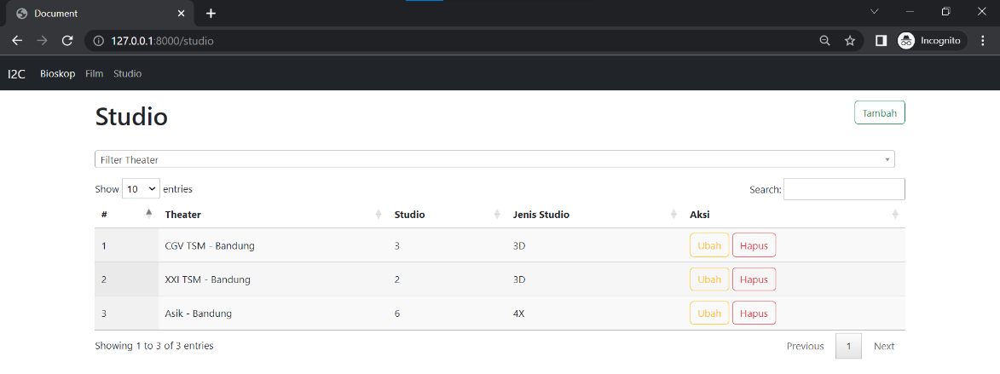 Document
127.0.0.1:8000/studio
Incognito
I2C Bioskop Film Studio
Studio
Tambah
Filter Theater
Show 10 entries
Search:
# Theater Studio Jenis Studio Aksi
1 CGV TSM - Bandung 3 3D Ubah Hapus
2 XXI TSM - Bandung 2 3D Ubah Hapus
3 Asik - Bandung 6 4X Ubah Hapus
Showing 1 to 3 of 3 entries
Previous 1 Next